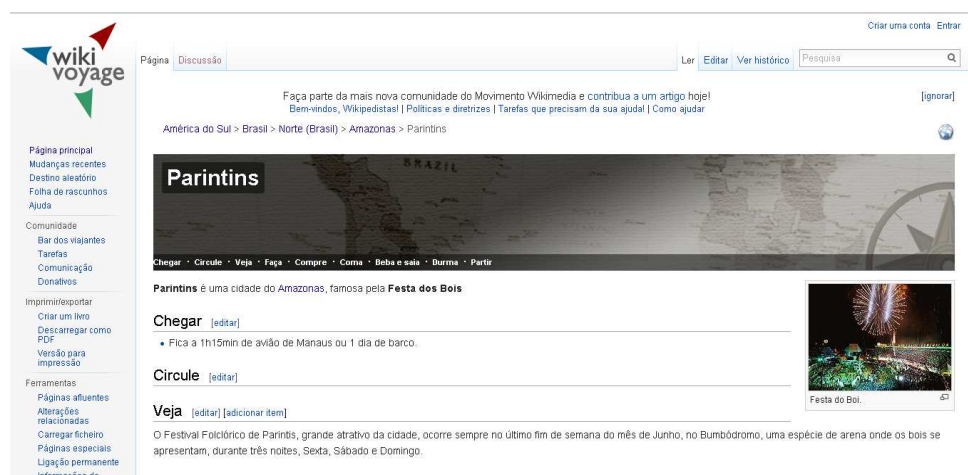 Criar uma conta Entrar
wiki
voyage
Página Discussão
Ler Editar Ver histórico Pesquisa
Faça parte da mais nova comunidade do Movimento Wikimedia e contribua a um artigo hoje!
[ignorar]
Bem-vindos, Wikipedistas! | Políticas e diretrizes | Tarefas que precisam da sua ajuda! | Como ajudar
América do Sul > Brasil > Norte (Brasil) > Amazonas > Parintins
Página principal
Mudanças recentes
Destino aleatório
Folha de rascunhos
Ajuda
Comunidade
Bar dos viajantes
Tarefas
Comunicação
Donativos
Imprimir/exportar
Criar um livro
Descarregar como
PDF
Versão para
impressão
Ferramentas
Páginas afluentes
Alterações
relacionadas
Carregar ficheiro
Páginas especiais
Ligação permanente
Informações da
BRAZIL
Parintins
Chegar · Circule · Veja · Faça · Compre · Coma · Beba e saia · Durma · Partir
Parintins é uma cidade do Amazonas, famosa pela Festa dos Bois
Chegar [editar]
• Fica a 1h15min de avião de Manaus ou 1 dia de barco.
Circule [editar]
Festa do Boi.
Veja [editar] [adicionar item]
O Festival Folclórico de Parintis, grande atrativo da cidade, ocorre sempre no último fim de semana do mês de Junho, no Bumbódromo, uma espécie de arena onde os bois se
apresentam, durante três noites, Sexta, Sábado e Domingo.